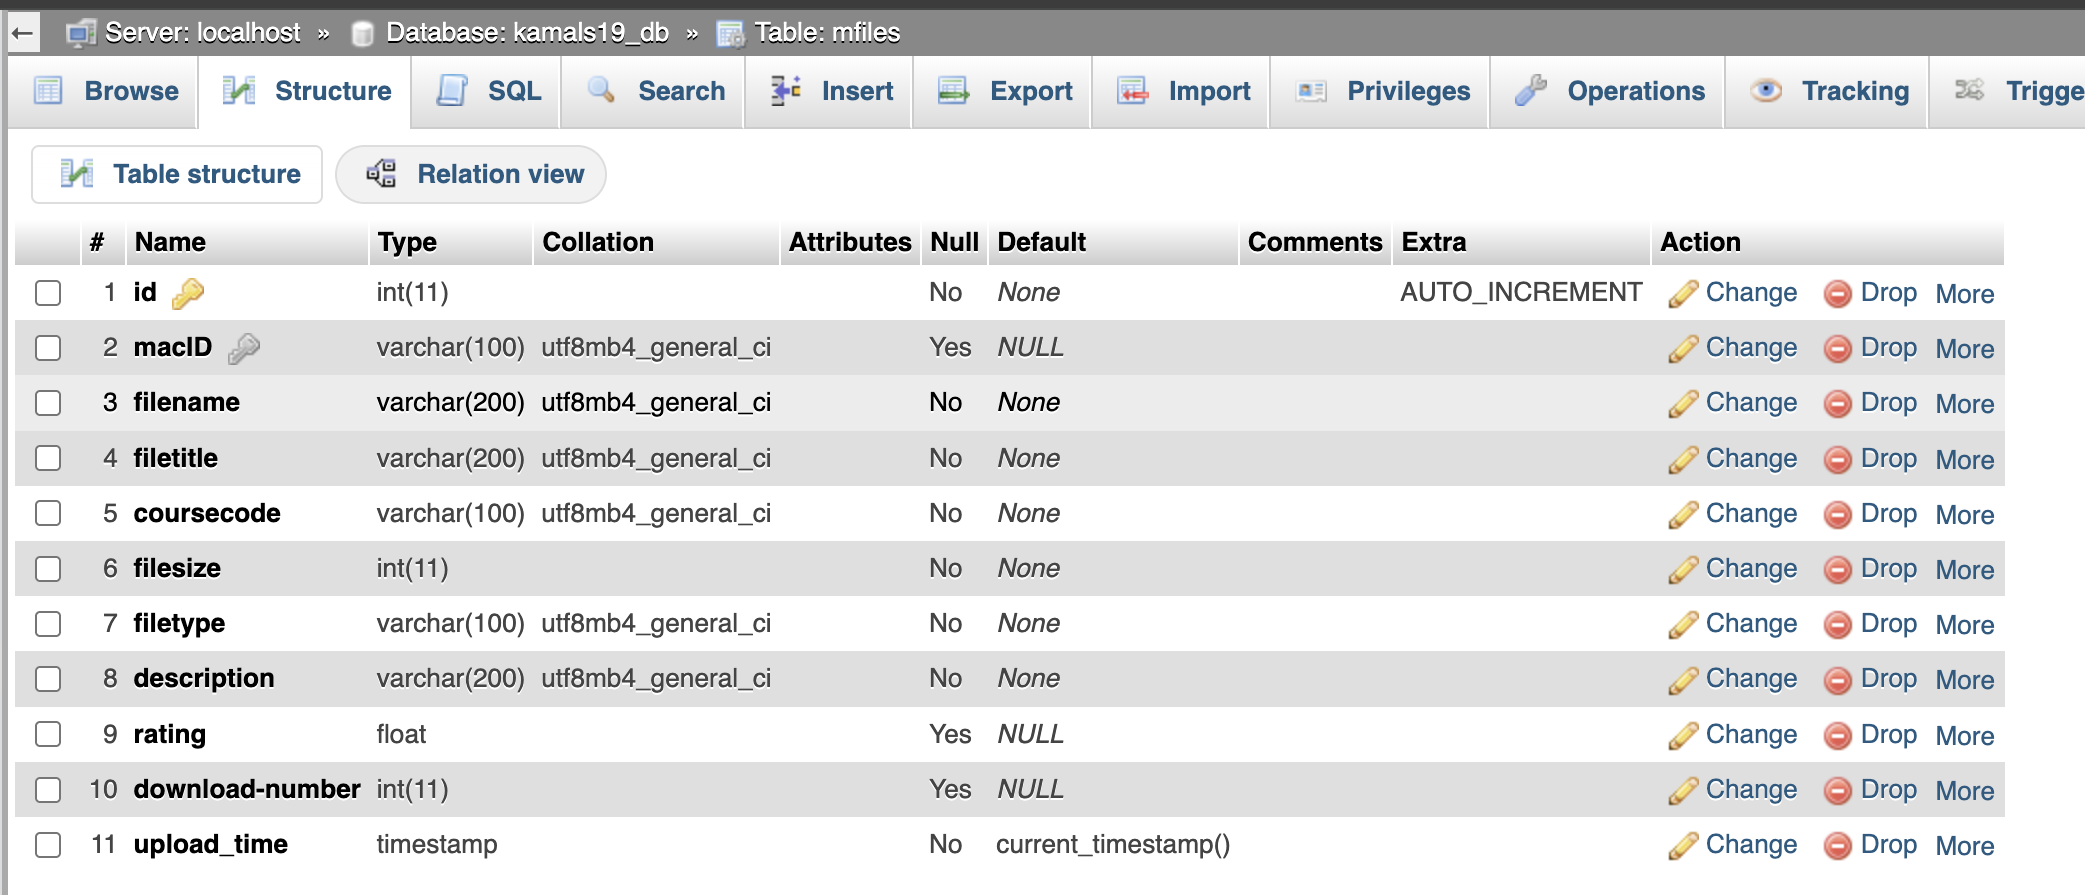 ← Server: localhost » Database: kamals19_db » Table: mfiles
Browse Structure SQL Search Insert Export Import Privileges Operations Tracking Trigge
Table structure Relation view
# Name Type Collation Attributes Null Default Comments Extra Action
1 id int(11) No None AUTO_INCREMENT Change Drop More
2 macID varchar(100) utf8mb4_general_ci Yes NULL Change Drop More
3 filename varchar(200) utf8mb4_general_ci No None Change Drop More
4 filetitle varchar(200) utf8mb4_general_ci No None Change Drop More
5 coursecode varchar(100) utf8mb4_general_ci No None Change Drop More
6 filesize int(11) No None Change Drop More
7 filetype varchar(100) utf8mb4_general_ci No None Change Drop More
8 description varchar(200) utf8mb4_general_ci No None Change Drop More
9 rating float Yes NULL Change Drop More
10 download-number int(11) Yes NULL Change Drop More
11 upload_time timestamp No current_timestamp() Change Drop More